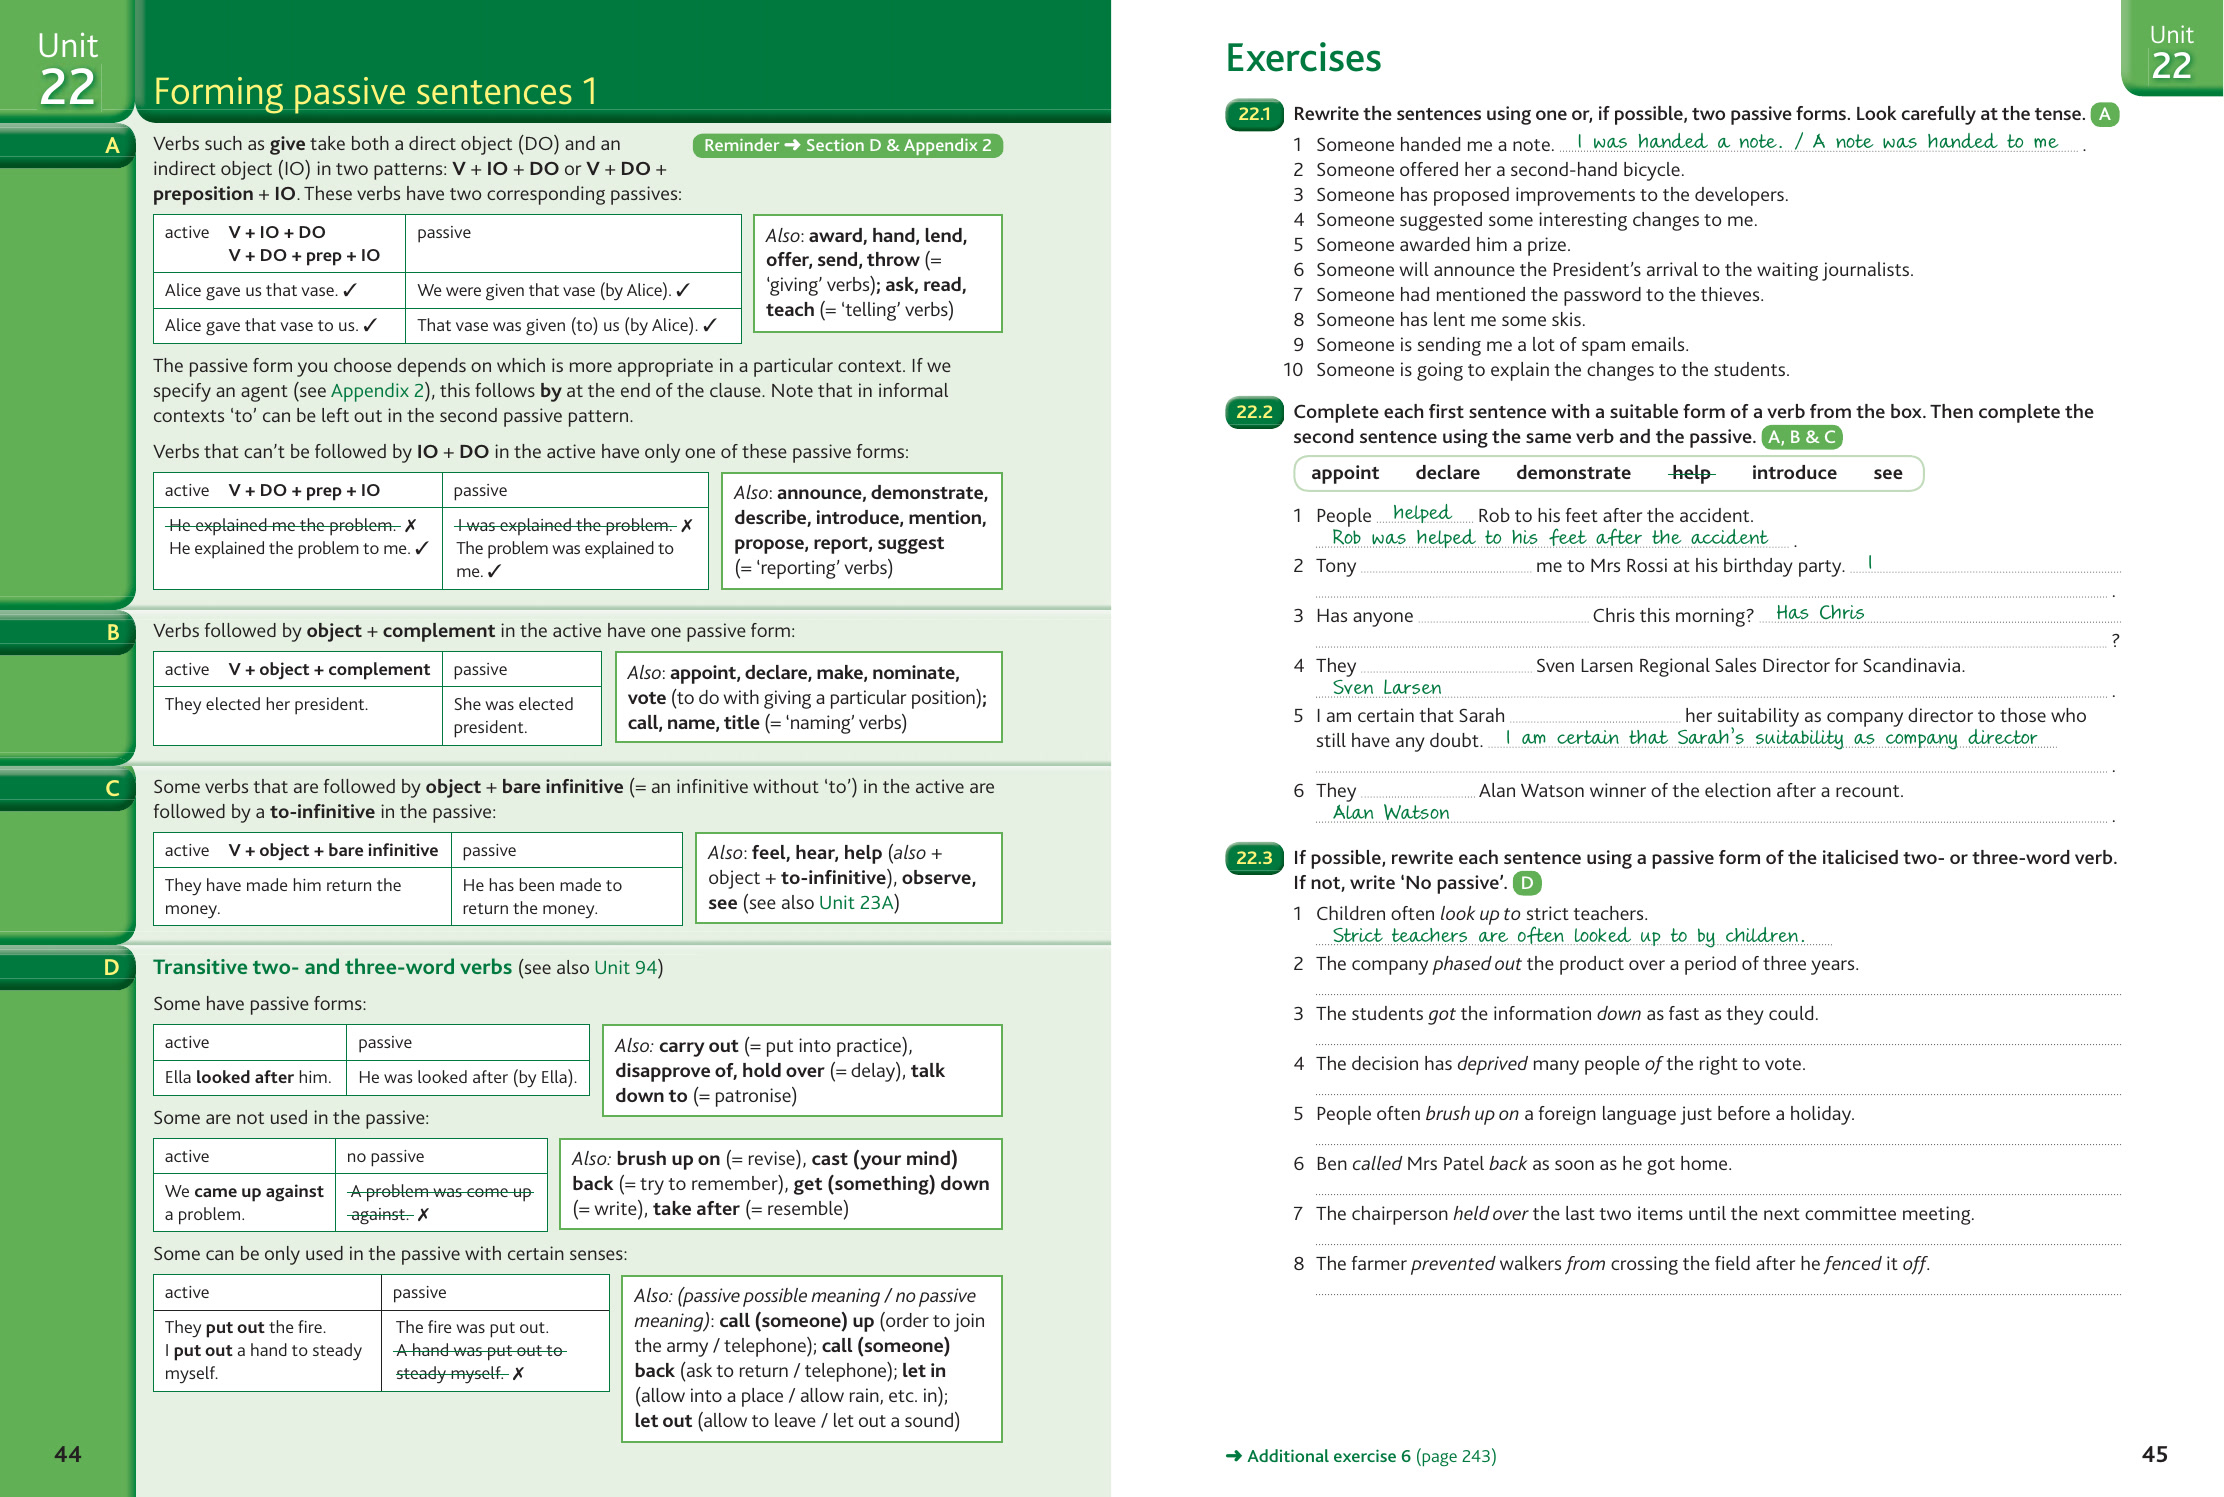 Unit
22
Forming passive sentences 1
A
Verbs such as give take both a direct object (DO) and an
indirect object (IO) in two patterns: V + IO + DO or V + DO +
preposition + IO. These verbs have two corresponding passives:
Reminder ➜ Section D & Appendix 2
active V + IO + DO
V + DO + prep + IO
passive
Alice gave us that vase. ✓
We were given that vase (by Alice). ✓
Alice gave that vase to us. ✓
That vase was given (to) us (by Alice). ✓
Also: award, hand, lend,
offer, send, throw (=
‘giving’ verbs); ask, read,
teach (= ‘telling’ verbs)
The passive form you choose depends on which is more appropriate in a particular context. If we
specify an agent (see Appendix 2), this follows by at the end of the clause. Note that in informal
contexts ‘to’ can be left out in the second passive pattern.
Verbs that can’t be followed by IO + DO in the active have only one of these passive forms:
active V + DO + prep + IO
passive
He explained me the problem. ✗
He explained the problem to me. ✓
I was explained the problem. ✗
The problem was explained to
me. ✓
Also: announce, demonstrate,
describe, introduce, mention,
propose, report, suggest
(= ‘reporting’ verbs)
B
Verbs followed by object + complement in the active have one passive form:
active V + object + complement
passive
They elected her president.
She was elected
president.
Also: appoint, declare, make, nominate,
vote (to do with giving a particular position);
call, name, title (= ‘naming’ verbs)
C
Some verbs that are followed by object + bare infinitive (= an infinitive without ‘to’) in the active are
followed by a to-infinitive in the passive:
active V + object + bare infinitive
passive
They have made him return the
money.
He has been made to
return the money.
Also: feel, hear, help (also +
object + to-infinitive), observe,
see (see also Unit 23A)
D
Transitive two- and three-word verbs (see also Unit 94)
Some have passive forms:
active
passive
Ella looked after him.
He was looked after (by Ella).
Also: carry out (= put into practice),
disapprove of, hold over (= delay), talk
down to (= patronise)
Some are not used in the passive:
active
no passive
We came up against
a problem.
A problem was come up
against. ✗
Also: brush up on (= revise), cast (your mind)
back (= try to remember), get (something) down
(= write), take after (= resemble)
Some can be only used in the passive with certain senses:
active
passive
They put out the fire.
I put out a hand to steady
myself.
The fire was put out.
A hand was put out to
steady myself. ✗
Also: (passive possible meaning / no passive
meaning): call (someone) up (order to join
the army / telephone); call (someone)
back (ask to return / telephone); let in
(allow into a place / allow rain, etc. in);
let out (allow to leave / let out a sound)
44
Exercises
Unit
22
22.1 Rewrite the sentences using one or, if possible, two passive forms. Look carefully at the tense. A
1 Someone handed me a note. I was handed a note. / A note was handed to me .
2 Someone offered her a second-hand bicycle.
3 Someone has proposed improvements to the developers.
4 Someone suggested some interesting changes to me.
5 Someone awarded him a prize.
6 Someone will announce the President’s arrival to the waiting journalists.
7 Someone had mentioned the password to the thieves.
8 Someone has lent me some skis.
9 Someone is sending me a lot of spam emails.
10 Someone is going to explain the changes to the students.
22.2 Complete each first sentence with a suitable form of a verb from the box. Then complete the
second sentence using the same verb and the passive. A, B & C
appoint declare demonstrate help introduce see
1 People helped Rob to his feet after the accident.
Rob was helped to his feet after the accident .
2 Tony ........ me to Mrs Rossi at his birthday party. I ........
........ .
3 Has anyone ........ Chris this morning? Has Chris ........
........ ?
4 They ........ Sven Larsen Regional Sales Director for Scandinavia.
Sven Larsen ........ .
5 I am certain that Sarah ........ her suitability as company director to those who
still have any doubt. I am certain that Sarah’s suitability as company director
........ .
6 They ........ Alan Watson winner of the election after a recount.
Alan Watson ........ .
22.3 If possible, rewrite each sentence using a passive form of the italicised two- or three-word verb.
If not, write ‘No passive’. D
1 Children often look up to strict teachers.
Strict teachers are often looked up to by children.
2 The company phased out the product over a period of three years.
3 The students got the information down as fast as they could.
4 The decision has deprived many people of the right to vote.
5 People often brush up on a foreign language just before a holiday.
6 Ben called Mrs Patel back as soon as he got home.
7 The chairperson held over the last two items until the next committee meeting.
8 The farmer prevented walkers from crossing the field after he fenced it off.
➜ Additional exercise 6 (page 243)
45